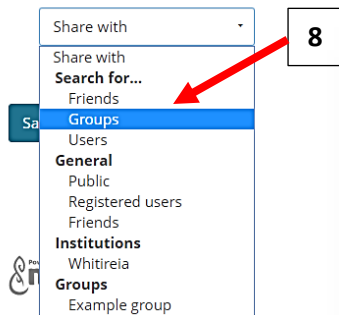 Share with
8
Share with
Search for...
Friends
Groups
Sa
Users
General
Public
Registered users
Friends
Institutions
Whitireia
Groups
Example group